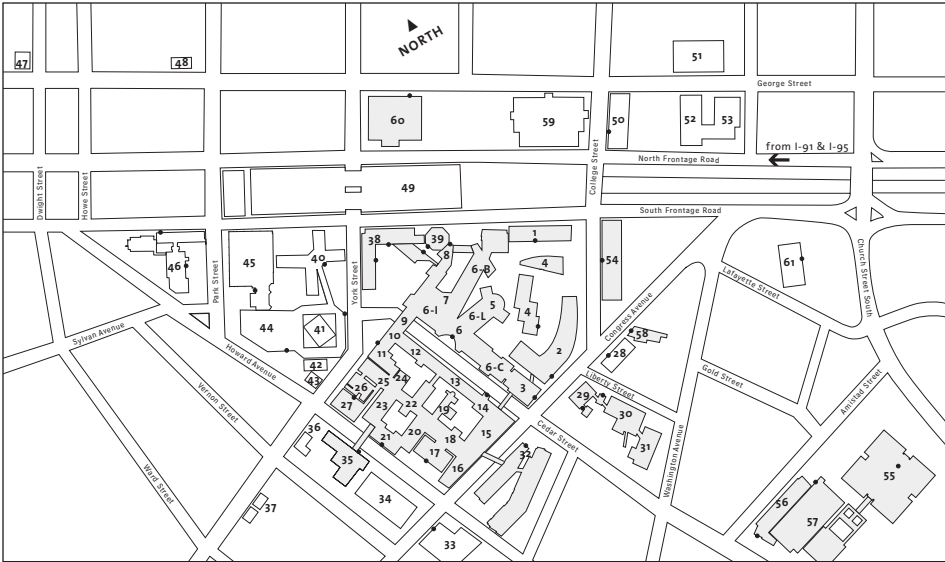 NORTH
51
47
48
George Street
60
59
50
52
53
from I-91 & I-95
North Frontage Road
College Street
49
Dwight Street
Howe Street
South Frontage Road
1
38
39
8
6-B
4
54
46
45
40
61
Church Street South
Lafayette Street
Park Street
York Street
7
5
6-I
6-L
4
Congress Avenue
44
41
9
10
6
58
Sylvan Avenue
Howard Avenue
42
43
11
12
6-C
2
28
Gold Street
Liberty Street
13
3
26
25
24
27
23
22
19
14
29
30
Amistad Street
Vernon Street
36
21
20
18
15
Cedar Street
31
Washington Avenue
35
17
16
32
Ward Street
34
37
33
55
56
57